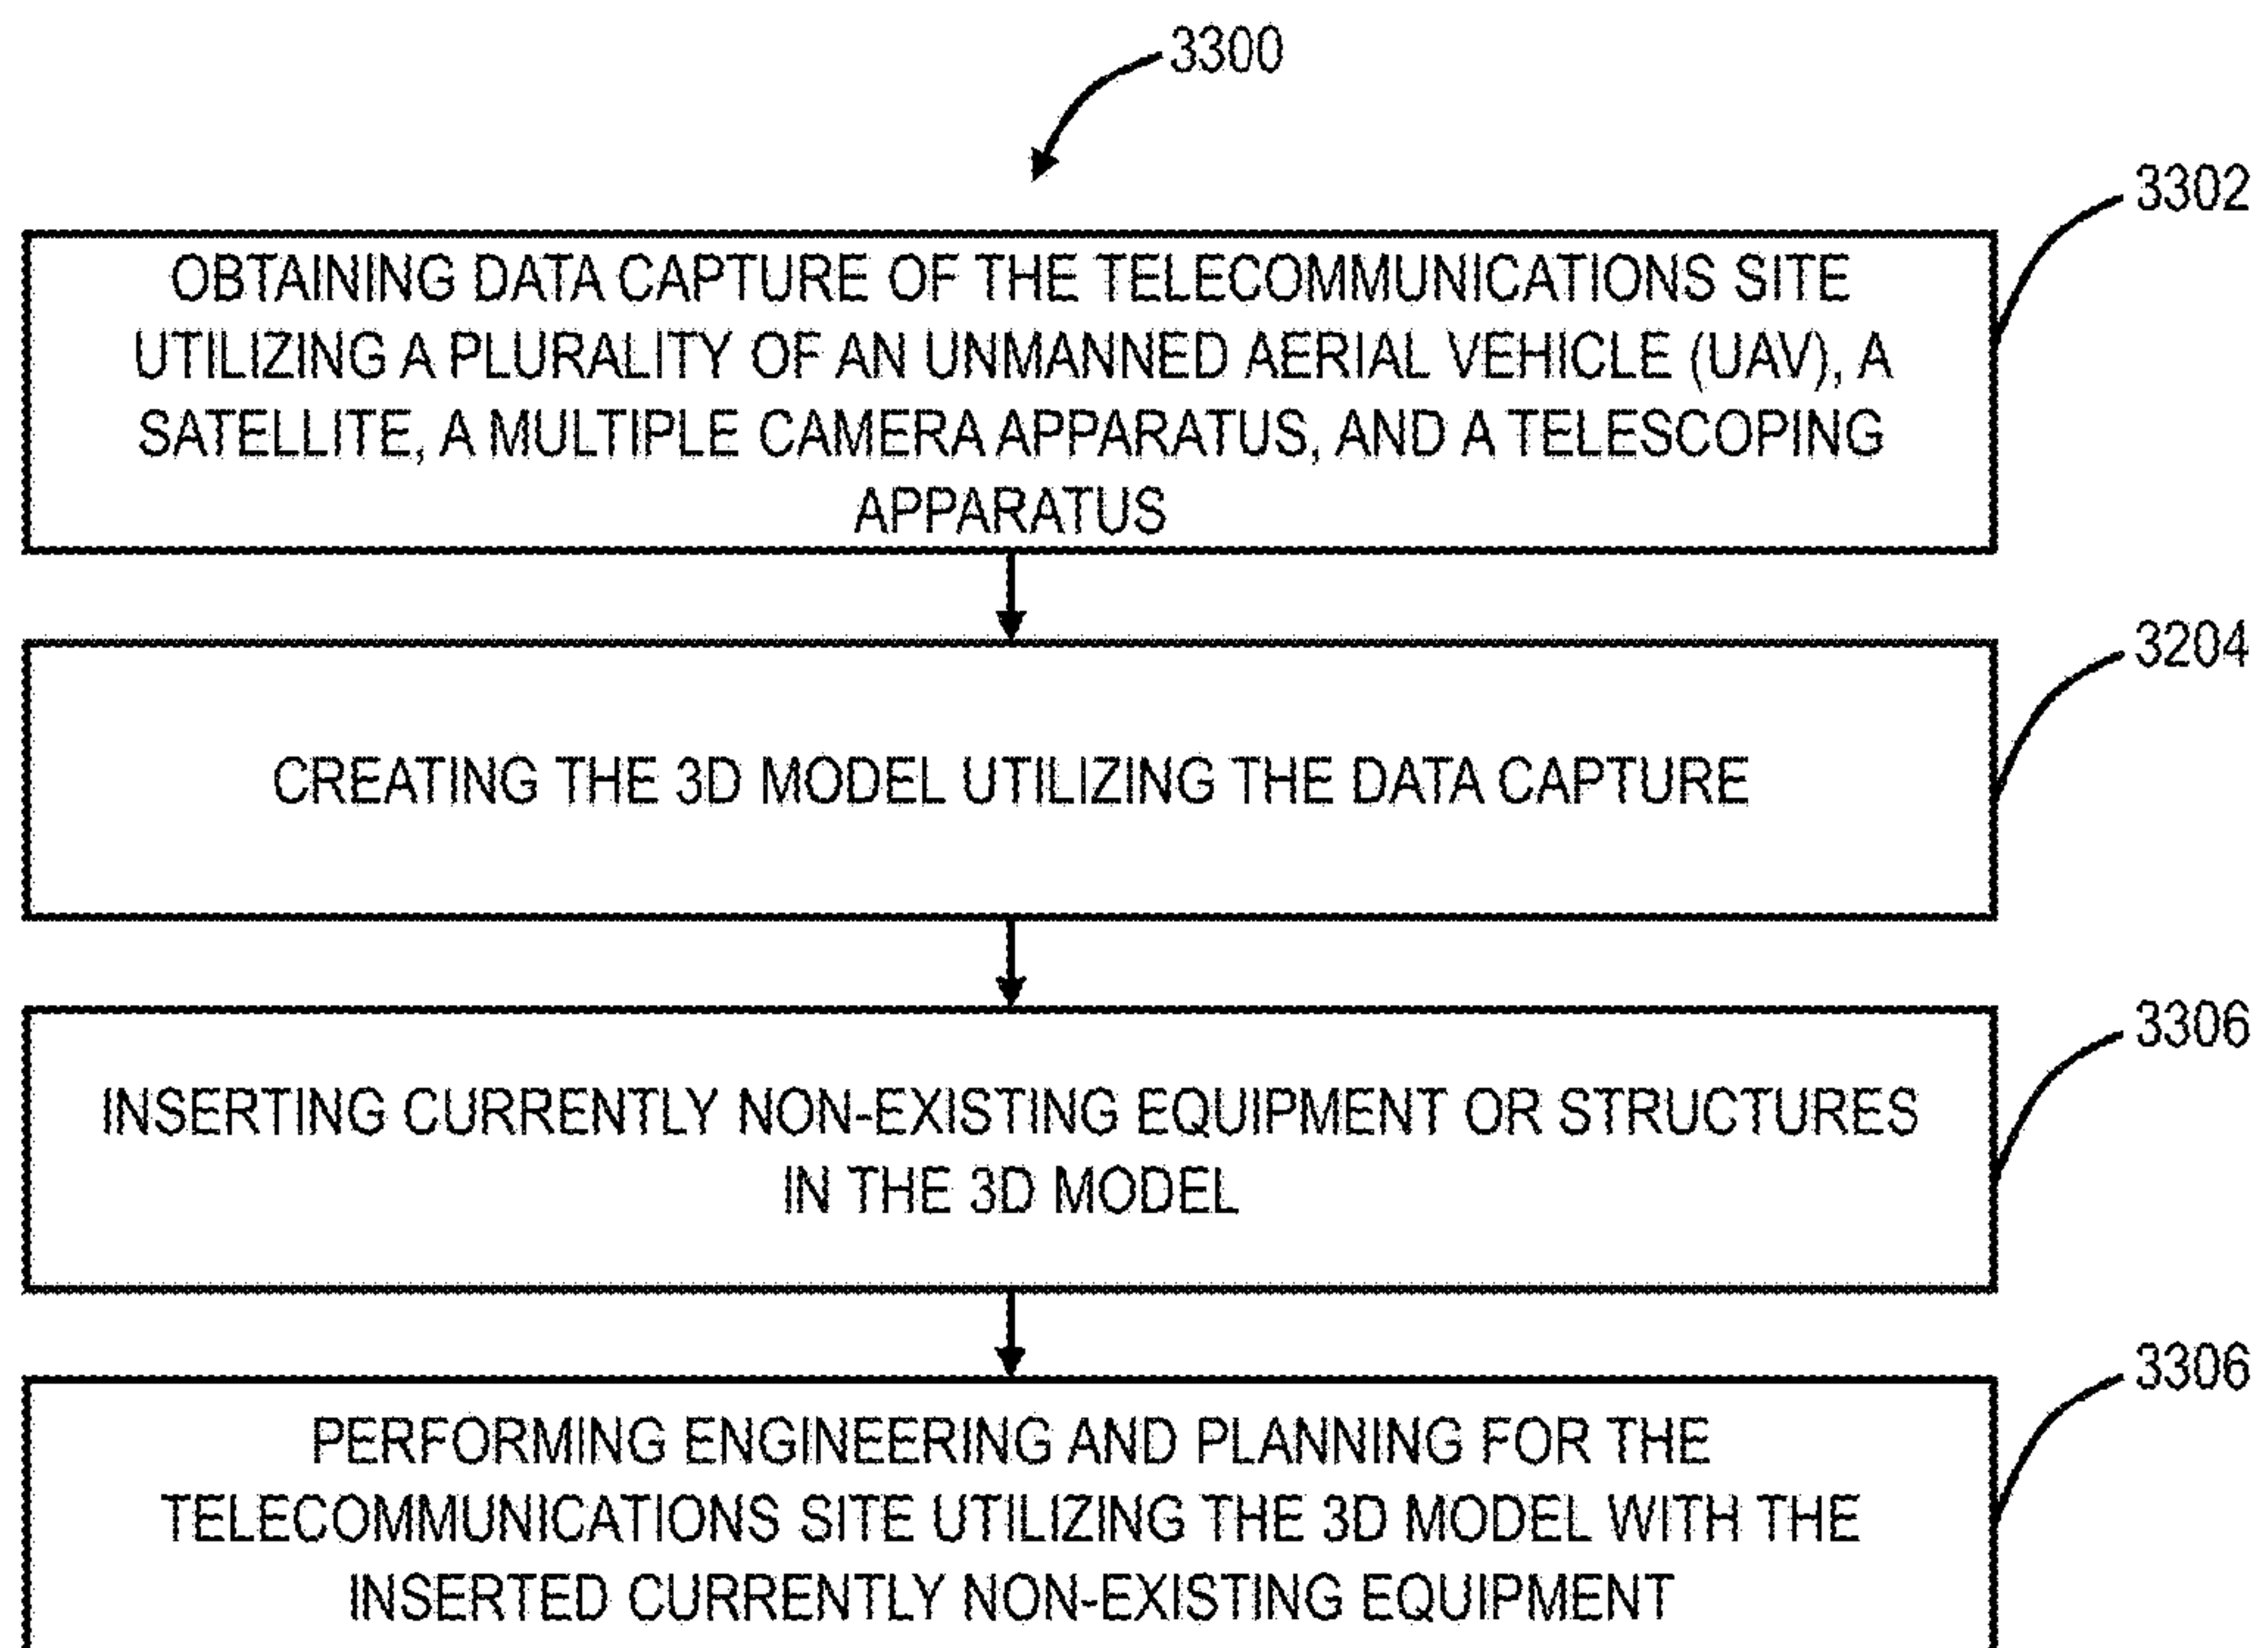 3300
3302
OBTAINING DATA CAPTURE OF THE TELECOMMUNICATIONS SITE
UTILIZING A PLURALITY OF AN UNMANNED AERIAL VEHICLE (UAV), A
SATELLITE, A MULTIPLE CAMERA APPARATUS, AND A TELESCOPING
APPARATUS
3204
CREATING THE 3D MODEL UTILIZING THE DATA CAPTURE
3306
INSERTING CURRENTLY NON-EXISTING EQUIPMENT OR STRUCTURES
IN THE 3D MODEL
3306
PERFORMING ENGINEERING AND PLANNING FOR THE
TELECOMMUNICATIONS SITE UTILIZING THE 3D MODEL WITH THE
INSERTED CURRENTLY NON-EXISTING EQUIPMENT